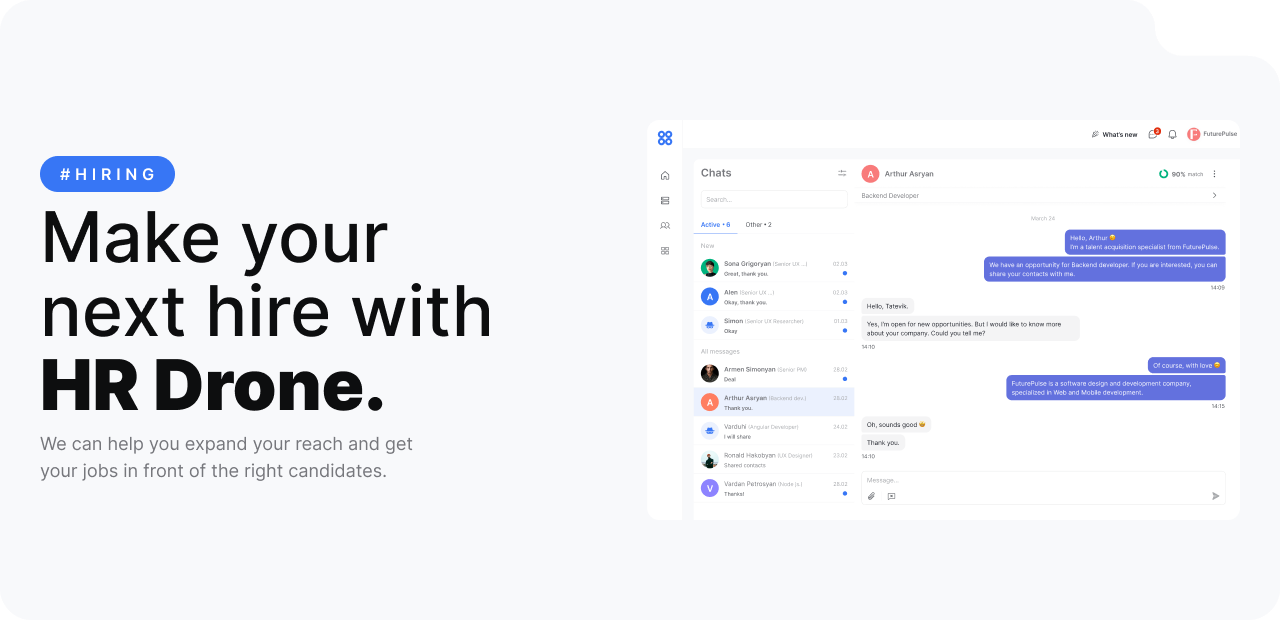 #HIRING
Make your
next hire with
HR Drone.
We can help you expand your reach and get
your jobs in front of the right candidates.
What's new
2
FuturePulse
Chats
Search...
Active • 6
Other • 2
New
Sona Grigoryan (Senior UX ...)
02.03
Great, thank you.
A
Alen (Senior UX ...)
02.03
Okay, thank you.
Simon (Senior UX Researcher)
01.03
Okay
All messages
Armen Simonyan (Senior PM)
28.02
Deal
A
Arthur Asryan (Backend dev.)
28.02
Thank you.
Varduhi (Angular Developer)
24.02
I will share
Ronald Hakobyan (UX Designer)
23.02
Shared contacts
V
Vardan Petrosyan (Node js.)
28.02
Thanks!
A
Arthur Asryan
90% match
Backend Developer
March 24
Hello, Arthur 😄
I'm a talent acquisition specialist from FuturePulse.
We have an opportunity for Backend developer. If you are interested, you can
share your contacts with me.
14:09
Hello, Tatevik.
Yes, I'm open for new opportunities. But I would like to know more
about your company. Could you tell me?
14:10
Of course, with love 😄
FuturePulse is a software design and development company,
specialized in Web and Mobile development.
14:15
Oh, sounds good
Thank you.
14:10
Message...